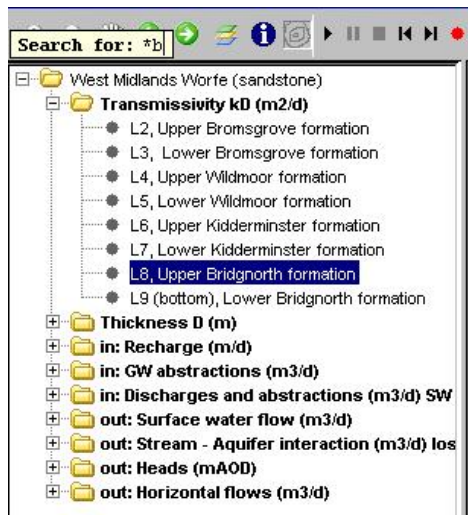 Search for: *b
West Midlands Worfe (sandstone)
Transmissivity kD (m2/d)
L2, Upper Bromsgrove formation
L3, Lower Bromsgrove formation
L4, Upper Wildmoor formation
L5, Lower Wildmoor formation
L6, Upper Kidderminster formation
L7, Lower Kidderminster formation
L8, Upper Bridgnorth formation
L9 (bottom), Lower Bridgnorth formation
Thickness D (m)
in: Recharge (m/d)
in: GW abstractions (m3/d)
in: Discharges and abstractions (m3/d) SW
out: Surface water flow (m3/d)
out: Stream - Aquifer interaction (m3/d) los
out: Heads (mAOD)
out: Horizontal flows (m3/d)